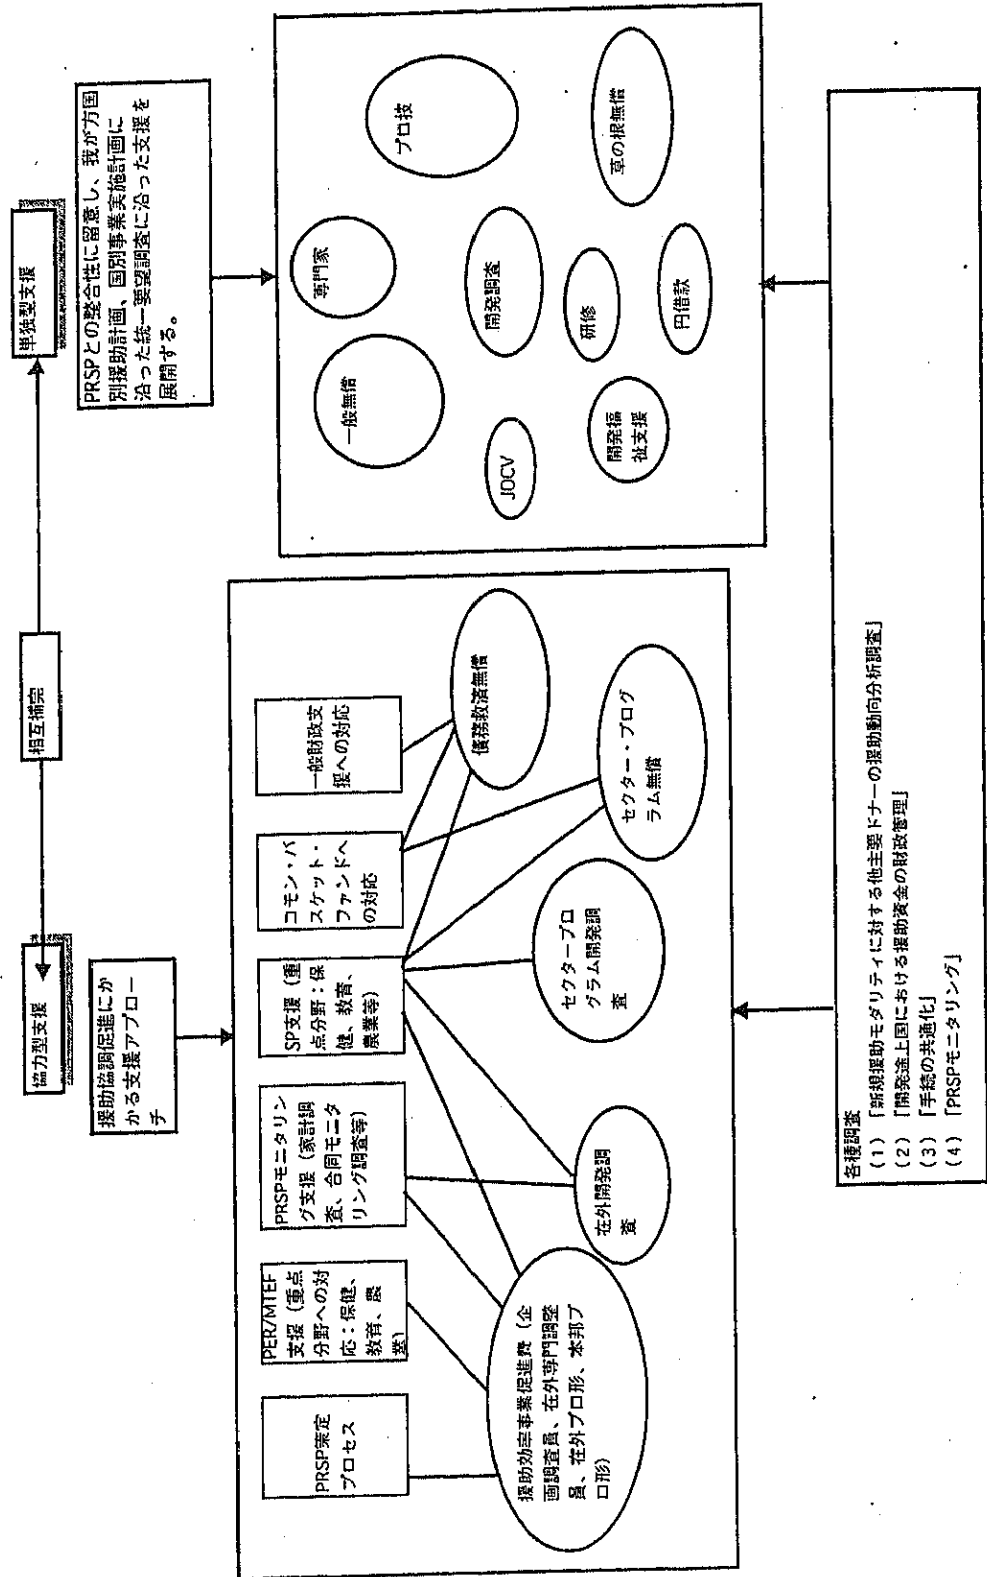 協力型支援
相互補完
単独型支援
援助協調促進にか
かる支援アプロー
チ
PRSPとの整合性に留意し、我が方国
別援助計画、国別事業実施計画に
沿った統一要望調査に沿った支援を
展開する。
PRSP策定
プロセス
PER/MTEF
支援（重点
分野への対
応：保健、
教育、農
業）
PRSPモニタリン
グ支援（家計調
査、合同モニタ
リング調査等）
SP支援（重
点分野：保
健、教育、
農業等）
コモン・バ
スケット・
ファンドへ
の対応
一般財政支
援への対応
援助効率事業促進費（企
画調査員、在外専門調整
員、在外プロ形、本邦プ
ロ形）
在外開発調
査
セクタープロ
グラム開発調
査
セクター・プログ
ラム無償
債務救済無償
一般無償
専門家
プロ技
JOCV
開発調査
開発福
祉支援
研修
円借款
草の根無償
各種調査
(1) 「新規援助モダリティに対する他主要ドナーの援助動向分析調査」
(2) 「開発途上国における援助資金の財政管理」
(3) 「手続の共通化」
(4) 「PRSPモニタリング」